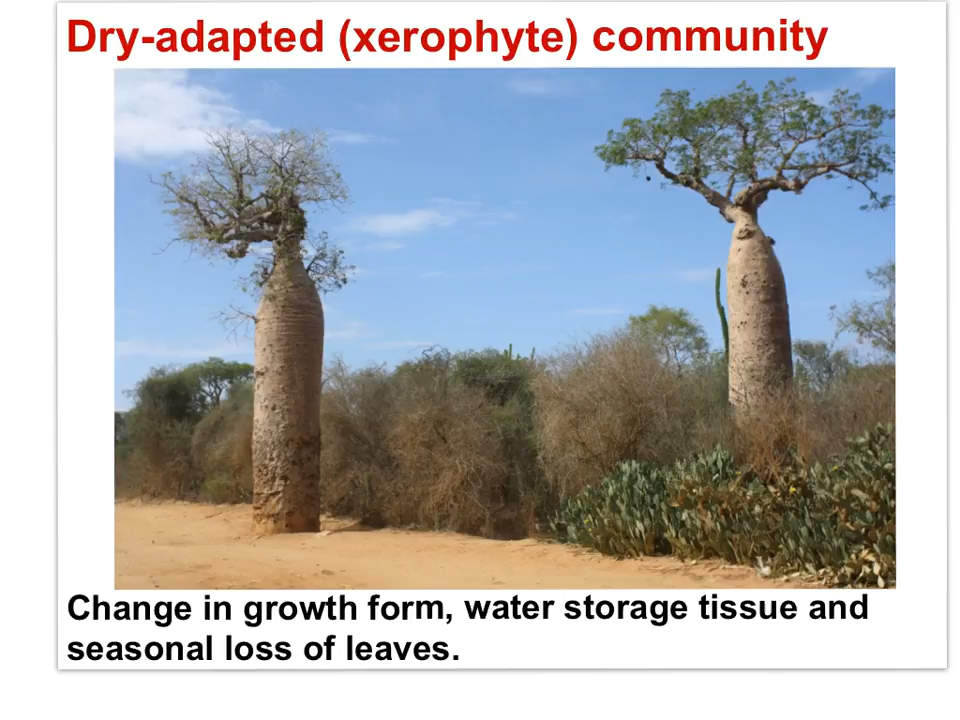 Dry-adapted (xerophyte) community
Change in growth form, water storage tissue and
seasonal loss of leaves.